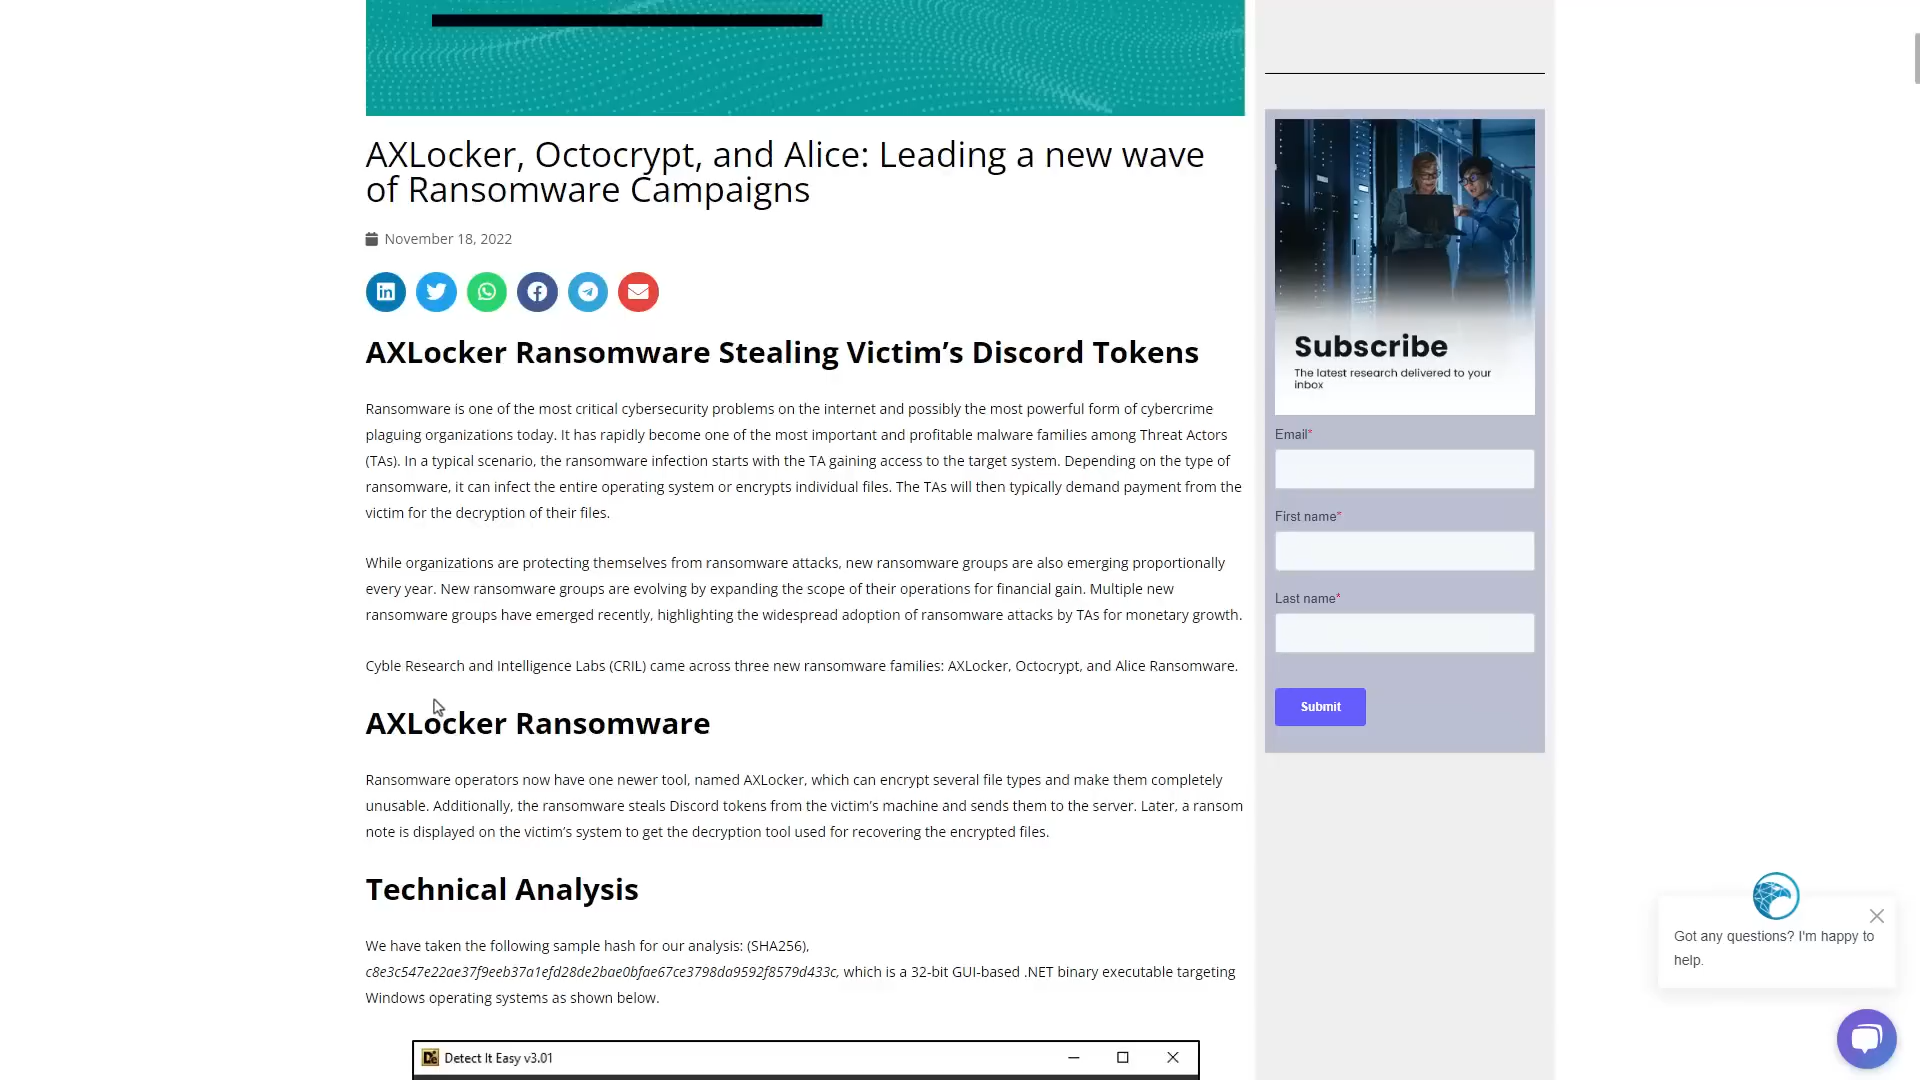 AXLocker, Octocrypt, and Alice: Leading a new wave
of Ransomware Campaigns
November 18, 2022
AXLocker Ransomware Stealing Victim’s Discord Tokens
Ransomware is one of the most critical cybersecurity problems on the internet and possibly the most powerful form of cybercrime
plaguing organizations today. It has rapidly become one of the most important and profitable malware families among Threat Actors
(TAs). In a typical scenario, the ransomware infection starts with the TA gaining access to the target system. Depending on the type of
ransomware, it can infect the entire operating system or encrypts individual files. The TAs will then typically demand payment from the
victim for the decryption of their files.
While organizations are protecting themselves from ransomware attacks, new ransomware groups are also emerging proportionally
every year. New ransomware groups are evolving by expanding the scope of their operations for financial gain. Multiple new
ransomware groups have emerged recently, highlighting the widespread adoption of ransomware attacks by TAs for monetary growth.
Cyble Research and Intelligence Labs (CRIL) came across three new ransomware families: AXLocker, Octocrypt, and Alice Ransomware.
AXLocker Ransomware
Ransomware operators now have one newer tool, named AXLocker, which can encrypt several file types and make them completely
unusable. Additionally, the ransomware steals Discord tokens from the victim’s machine and sends them to the server. Later, a ransom
note is displayed on the victim’s system to get the decryption tool used for recovering the encrypted files.
Technical Analysis
We have taken the following sample hash for our analysis: (SHA256),
c8e3c547e22ae37f9eeb37a1efd28de2bae0bfae67ce3798da9592f8579d433c, which is a 32-bit GUI-based .NET binary executable targeting
Windows operating systems as shown below.
Detect It Easy v3.01
Subscribe
The latest research delivered to your
inbox
Email*
First name*
Last name*
Submit
Got any questions? I'm happy to
help.